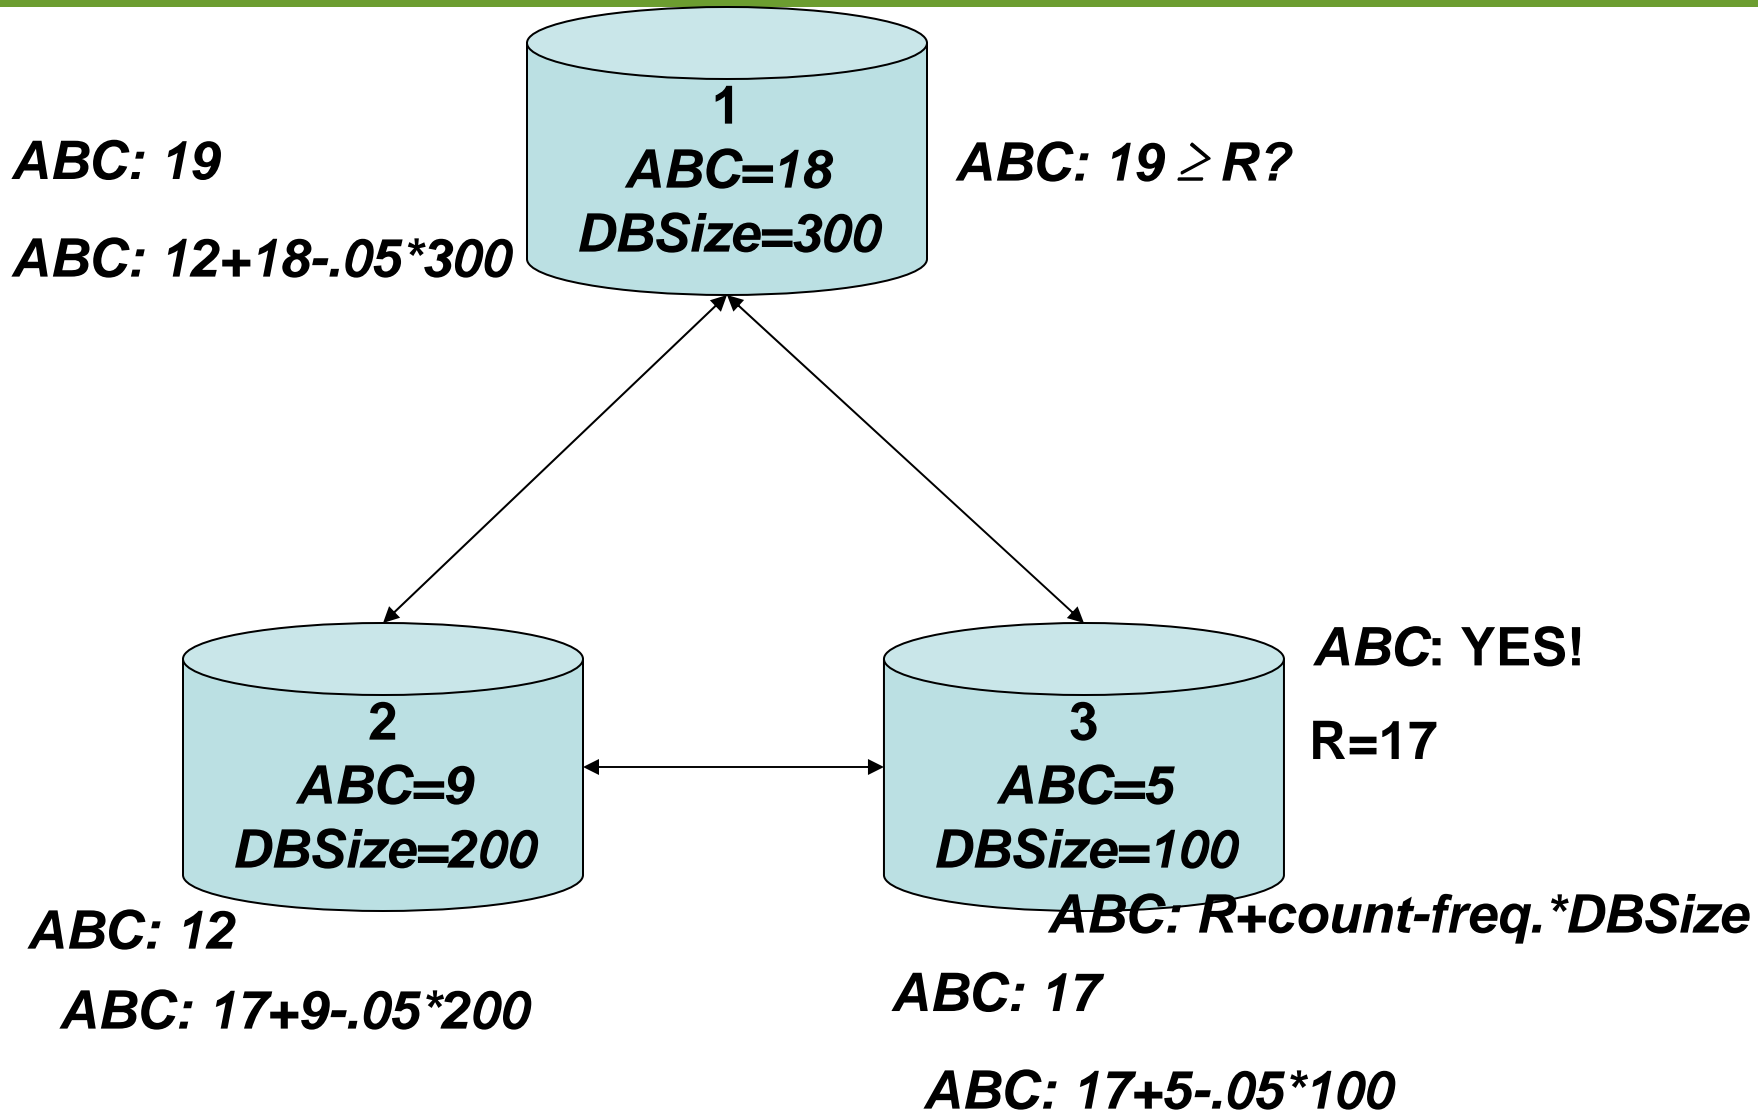 1
ABC=18
DBSize=300
ABC: 19
ABC: 19 ≥ R?
ABC: 12+18-.05*300
2
ABC=9
DBSize=200
3
ABC=5
DBSize=100
ABC: YES!
R=17
ABC: R+count-freq.*DBSize
ABC: 12
ABC: 17
ABC: 17+9-.05*200
ABC: 17+5-.05*100